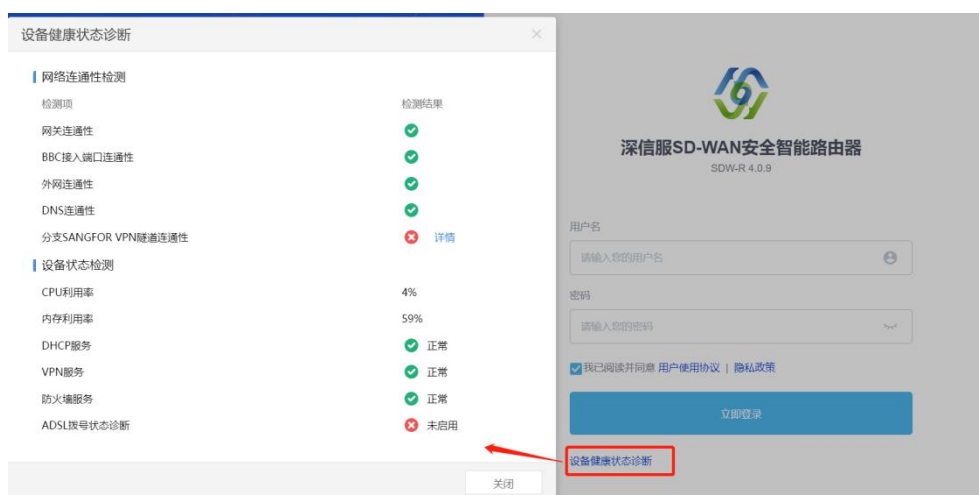 设备健康状态诊断
网络连通性检测
检测项 检测结果
网关连通性
BBC接入端口连通性
外网连通性
DNS连通性
分支SANGFOR VPN隧道连通性 详情
设备状态检测
CPU利用率 4%
内存利用率 59%
DHCP服务 正常
VPN服务 正常
防火墙服务 正常
ADSL拨号状态诊断 未启用
关闭
深信服SD-WAN安全智能路由器
SDW-R 4.0.9
用户名
请输入您的用户名
密码
请输入您的密码
我已阅读并同意 用户使用协议 | 隐私政策
立即登录
设备健康状态诊断